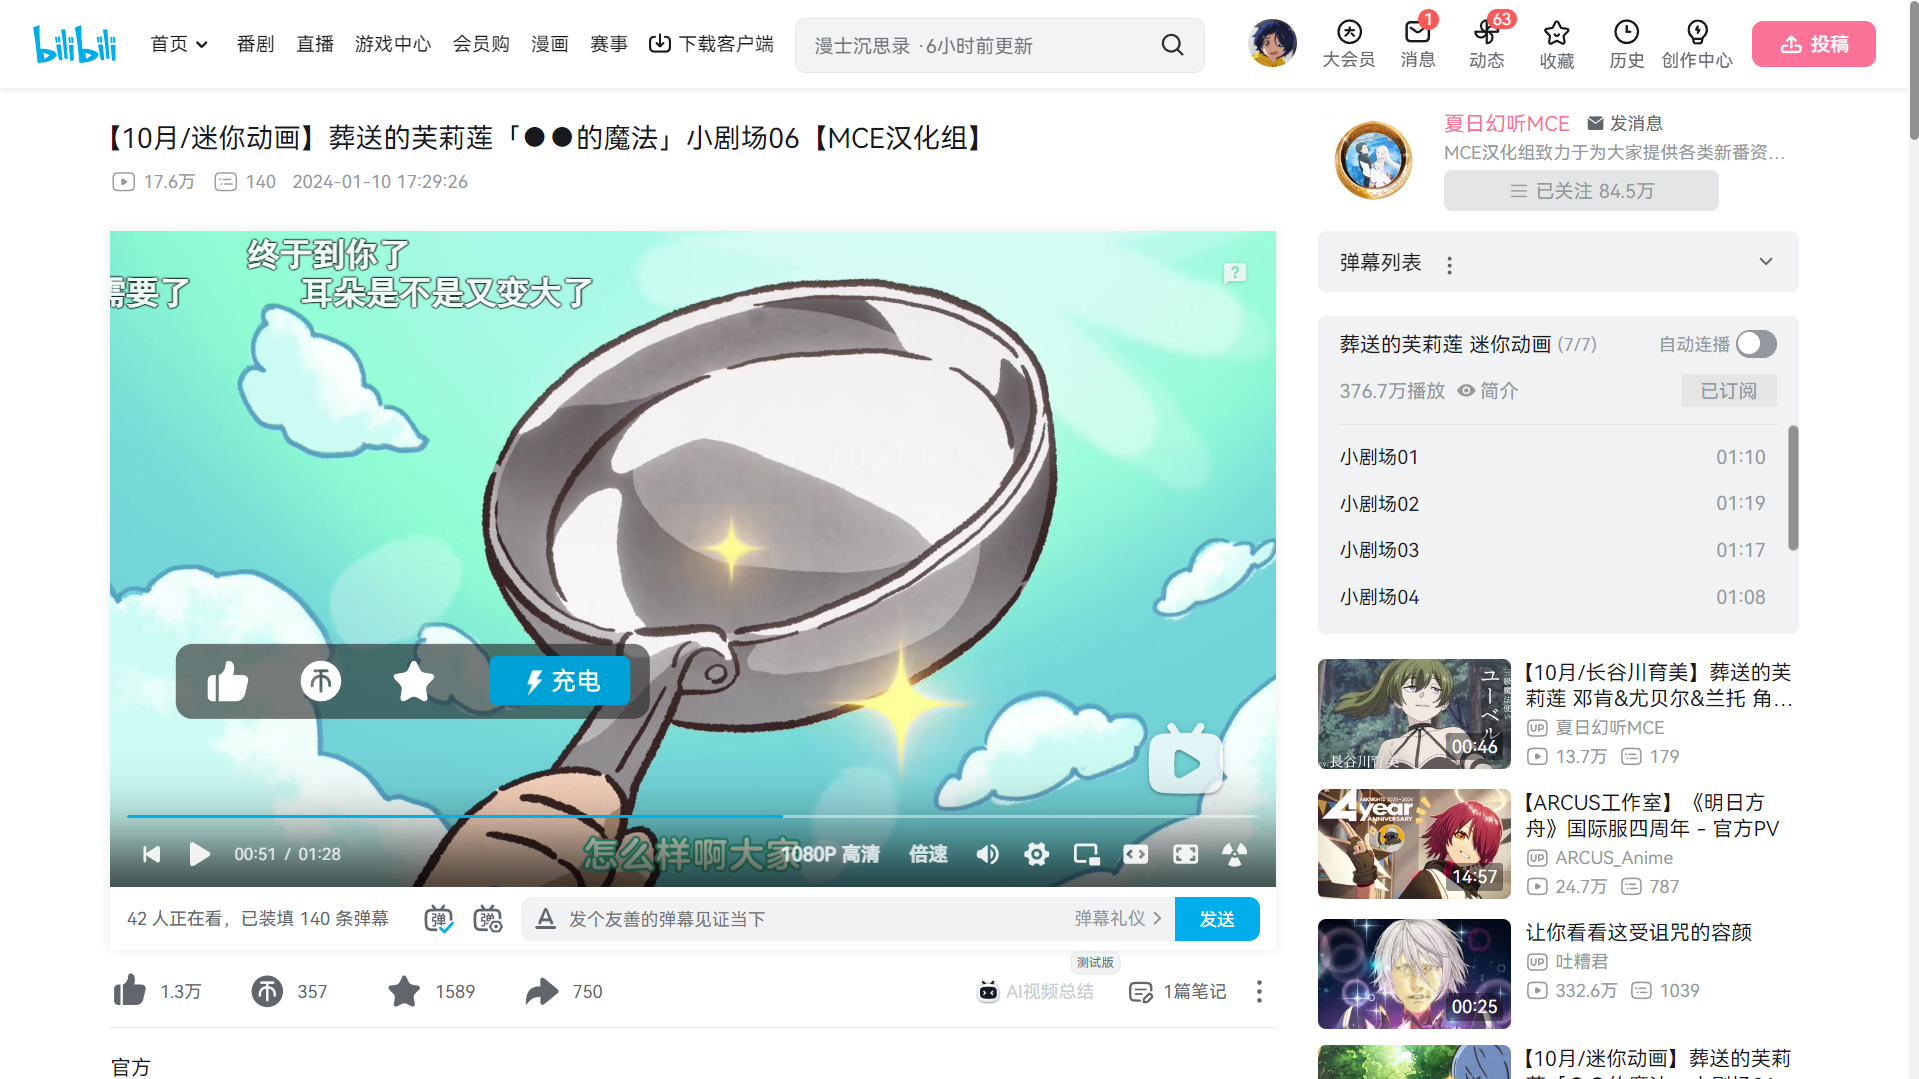 bilibili
首页
番剧
直播
游戏中心
会员购
漫画
赛事
下载客户端
漫士沉思录 ·6小时前更新
大会员
1
消息
63
动态
收藏
历史
创作中心
投稿
【10月/迷你动画】葬送的芙莉莲「●●的魔法」小剧场06【MCE汉化组】
17.6万 140 2024-01-10 17:29:26
夏日幻听MCE 发消息
MCE汉化组致力于为大家提供各类新番资…
已关注 84.5万
终于到你了
需要了 耳朵是不是又变大了
充电
怎么样啊大家
00:51 / 01:28
1080P 高清
倍速
42 人正在看，已装填 140 条弹幕
弹
弹
发个友善的弹幕见证当下
弹幕礼仪
发送
1.3万
357
1589
750
测试版
AI视频总结
1篇笔记
官方
弹幕列表
葬送的芙莉莲 迷你动画 (7/7) 自动连播
376.7万播放 简介 已订阅
小剧场01 01:10
小剧场02 01:19
小剧场03 01:17
小剧场04 01:08
ユーベル
長谷川育美
00:46
【10月/长谷川育美】葬送的芙
莉莲 邓肯&尤贝尔&兰托 角…
UP 夏日幻听MCE
13.7万 179
4year
ANNIVERSARY
14:57
【ARCUS工作室】《明日方
舟》国际服四周年 - 官方PV
UP ARCUS_Anime
24.7万 787
00:25
让你看看这受诅咒的容颜
UP 吐糟君
332.6万 1039
【10月/迷你动画】葬送的芙莉